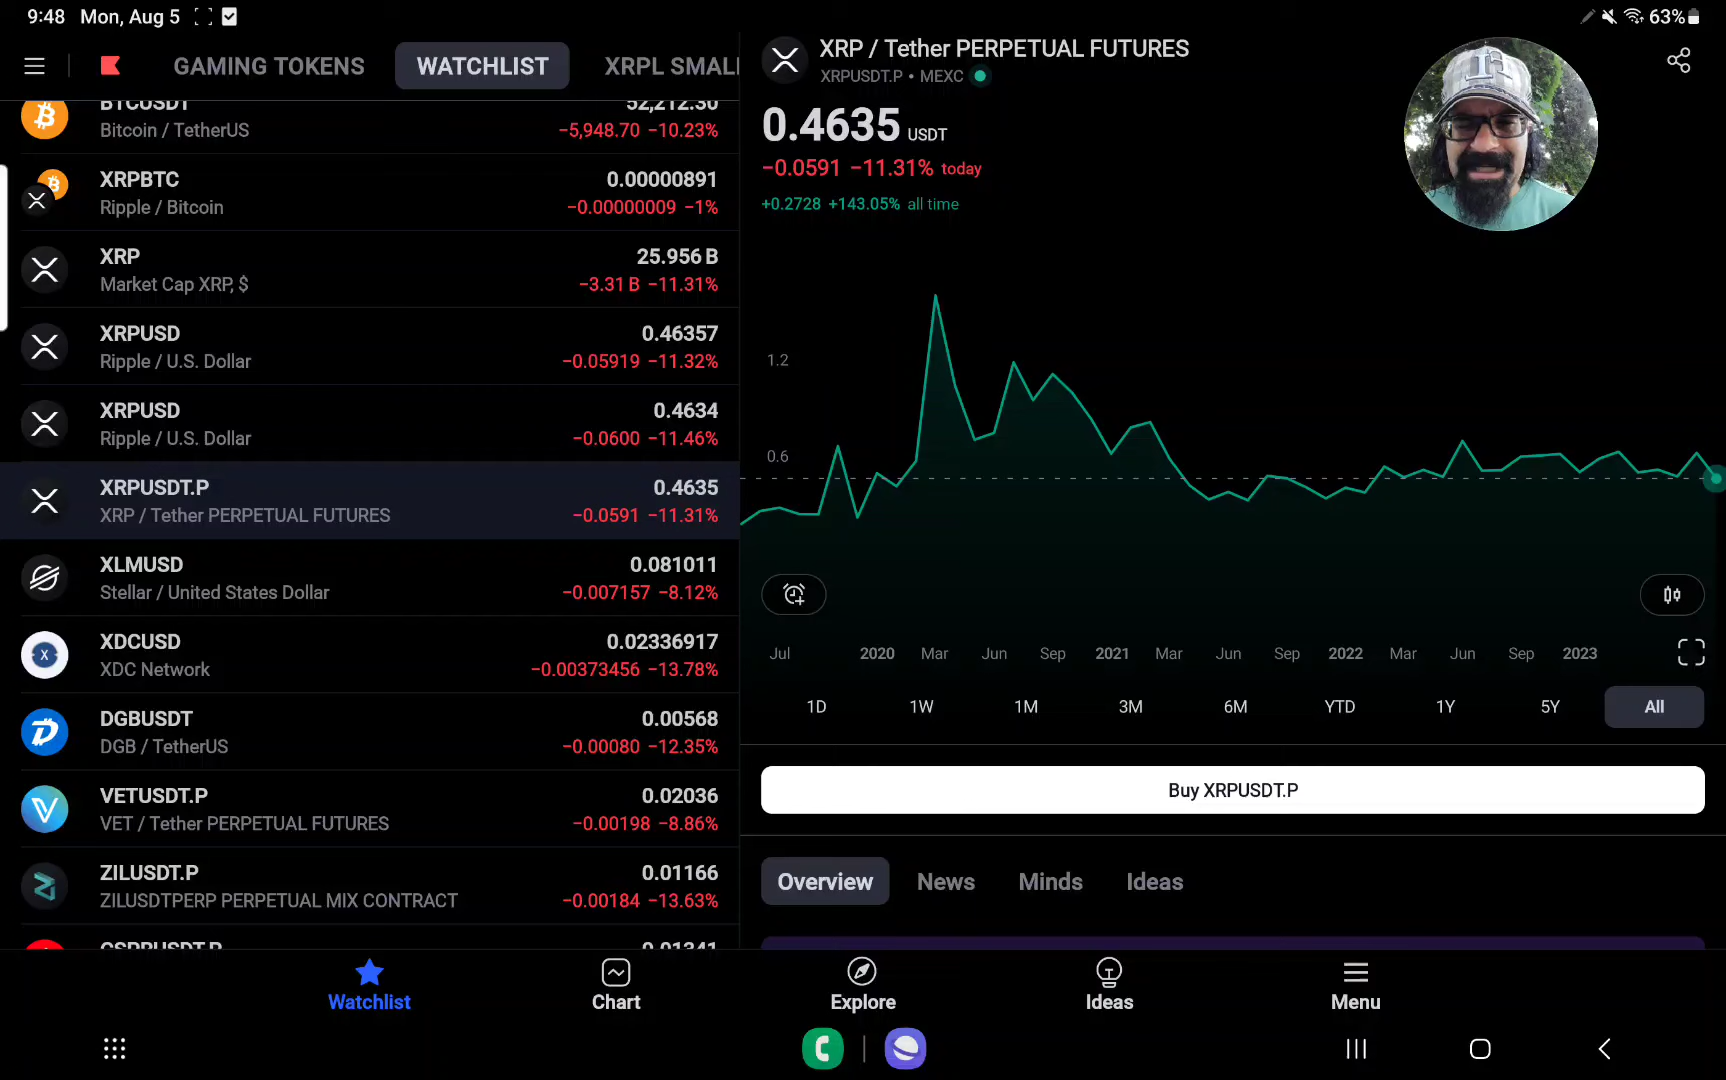 9:48 Mon, Aug 5
63%
GAMING TOKENS WATCHLIST XRPL SMAL
BTCUSDT 52,212.30
Bitcoin / TetherUS −5,948.70 −10.23%
XRPBTC 0.00000891
Ripple / Bitcoin −0.00000009 −1%
XRP 25.956 B
Market Cap XRP, $ −3.31 B −11.31%
XRPUSD 0.46357
Ripple / U.S. Dollar −0.05919 −11.32%
XRPUSD 0.4634
Ripple / U.S. Dollar −0.0600 −11.46%
XRPUSDT.P 0.4635
XRP / Tether PERPETUAL FUTURES −0.0591 −11.31%
XLMUSD 0.081011
Stellar / United States Dollar −0.007157 −8.12%
XDCUSD 0.02336917
XDC Network −0.00373456 −13.78%
DGBUSDT 0.00568
DGB / TetherUS −0.00080 −12.35%
VETUSDT.P 0.02036
VET / Tether PERPETUAL FUTURES −0.00198 −8.86%
ZILUSDT.P 0.01166
ZILUSDTPERP PERPETUAL MIX CONTRACT −0.00184 −13.63%
CSPRUSDT.P 0.01341
XRP / Tether PERPETUAL FUTURES
XRPUSDT.P • MEXC
0.4635 USDT
−0.0591 −11.31% today
+0.2728 +143.05% all time
1.2
0.6
Jul 2020 Mar Jun Sep 2021 Mar Jun Sep 2022 Mar Jun Sep 2023
1D 1W 1M 3M 6M YTD 1Y 5Y All
Buy XRPUSDT.P
Overview News Minds Ideas
Watchlist Chart Explore Ideas Menu